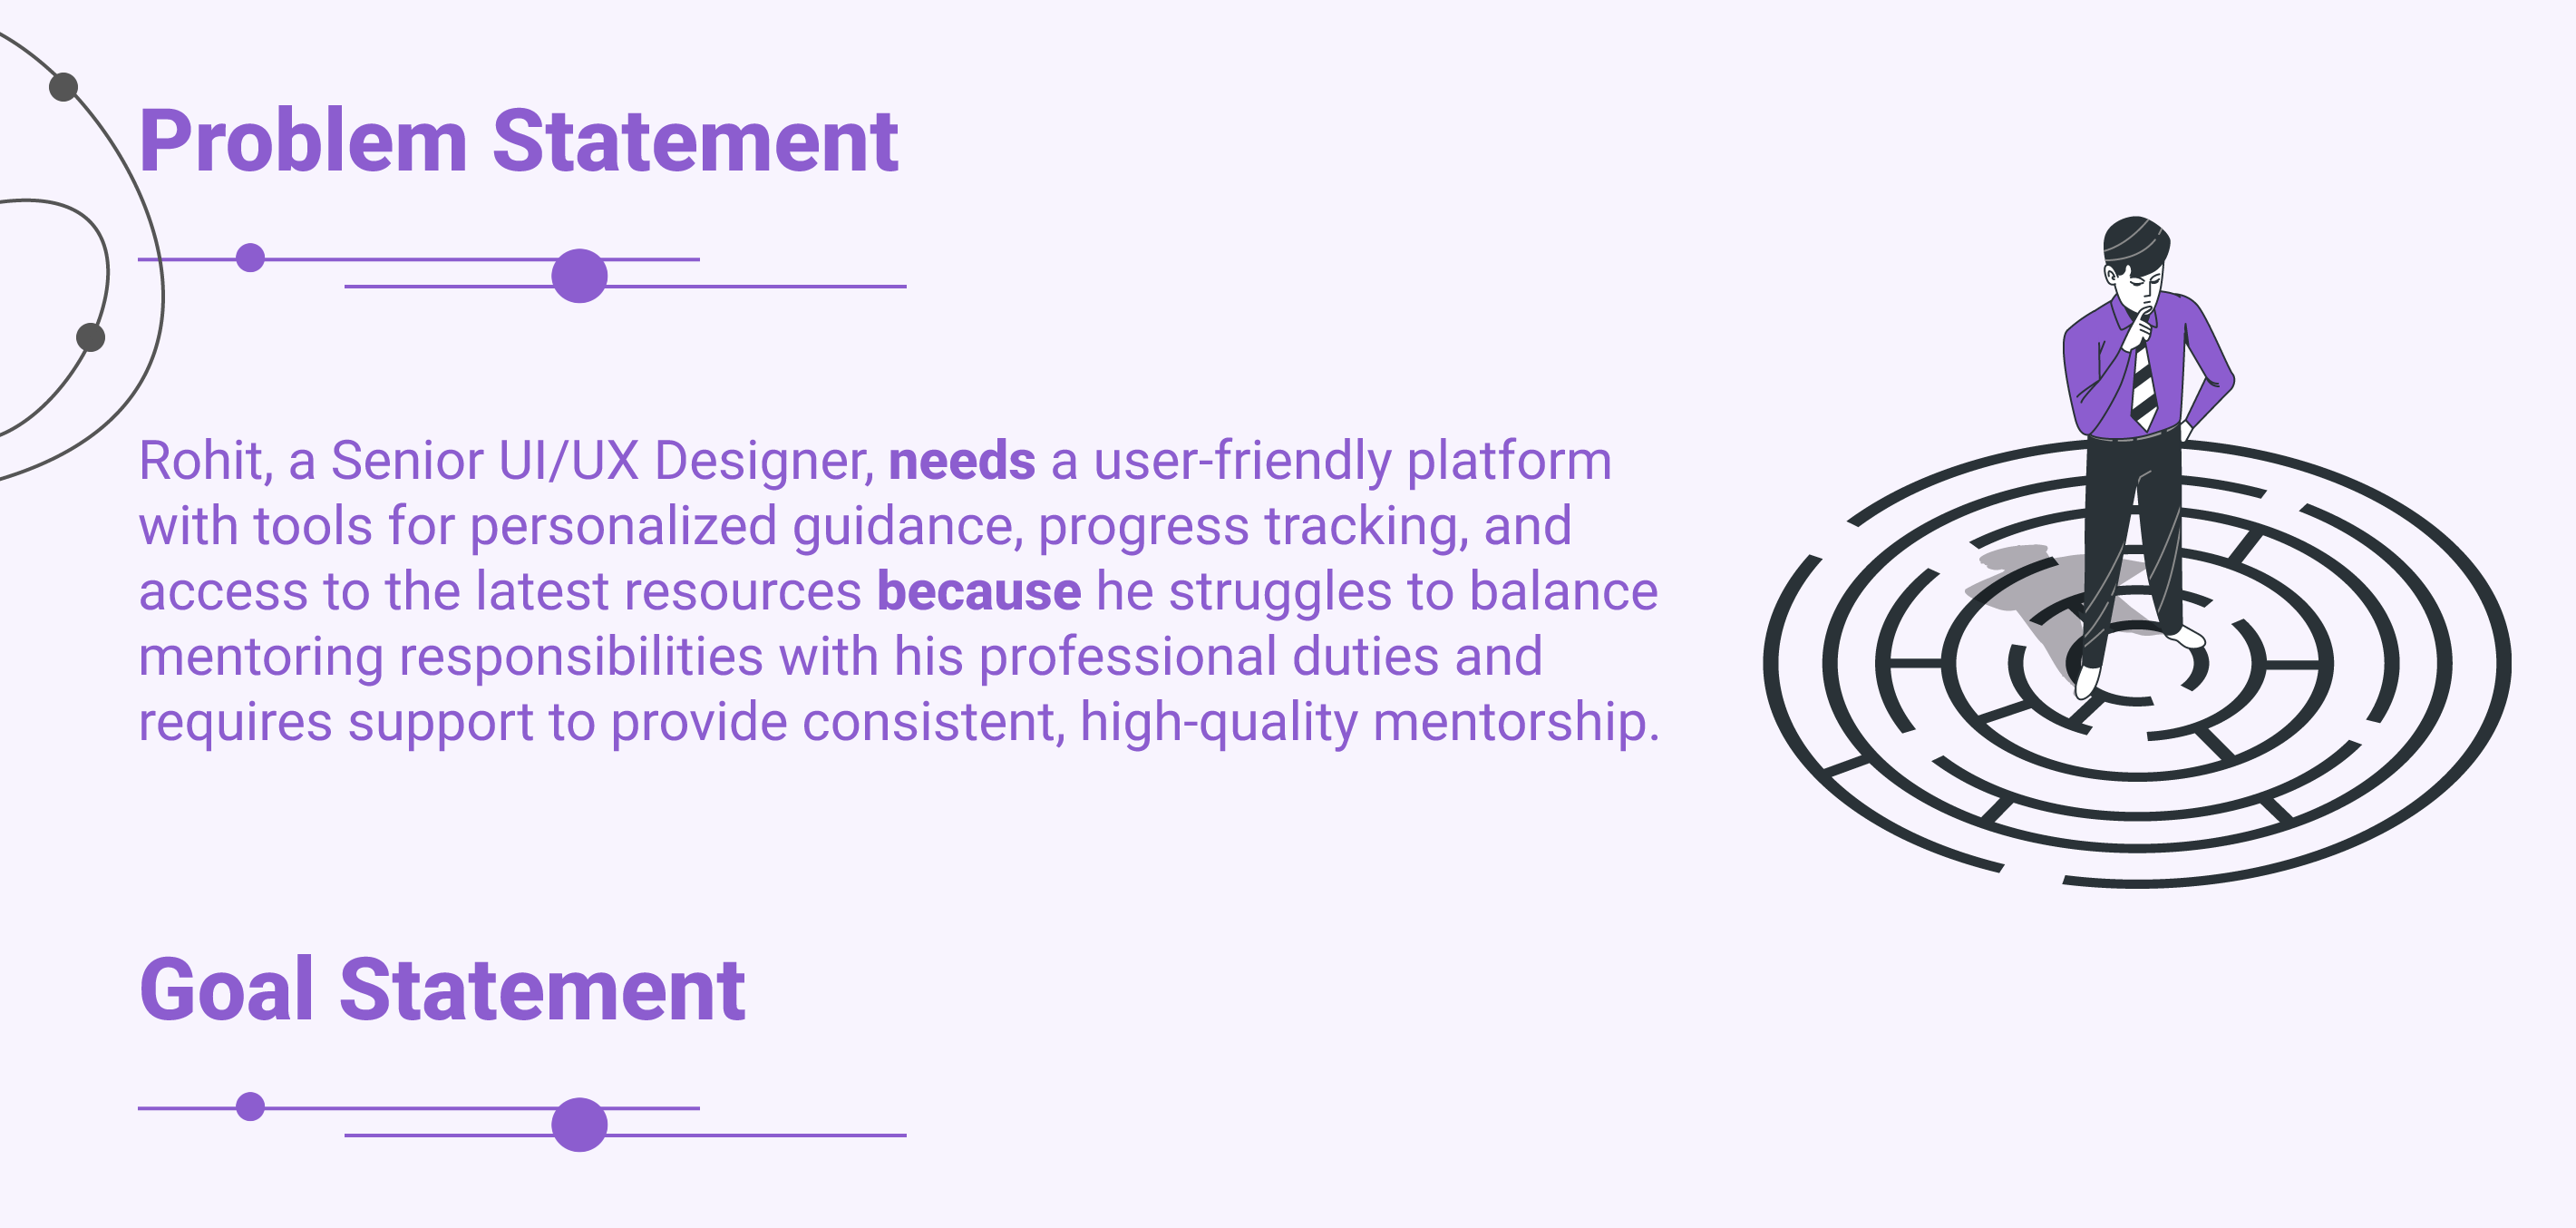 Problem Statement
Rohit, a Senior UI/UX Designer, needs a user-friendly platform
with tools for personalized guidance, progress tracking, and
access to the latest resources because he struggles to balance
mentoring responsibilities with his professional duties and
requires support to provide consistent, high-quality mentorship.
Goal Statement